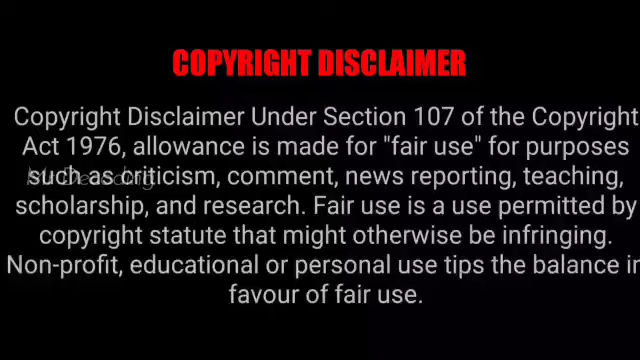 COPYRIGHT DISCLAIMER
Copyright Disclaimer Under Section 107 of the Copyright
Act 1976, allowance is made for "fair use" for purposes
such as criticism, comment, news reporting, teaching,
scholarship, and research. Fair use is a use permitted by
copyright statute that might otherwise be infringing.
Non-profit, educational or personal use tips the balance in
favour of fair use.